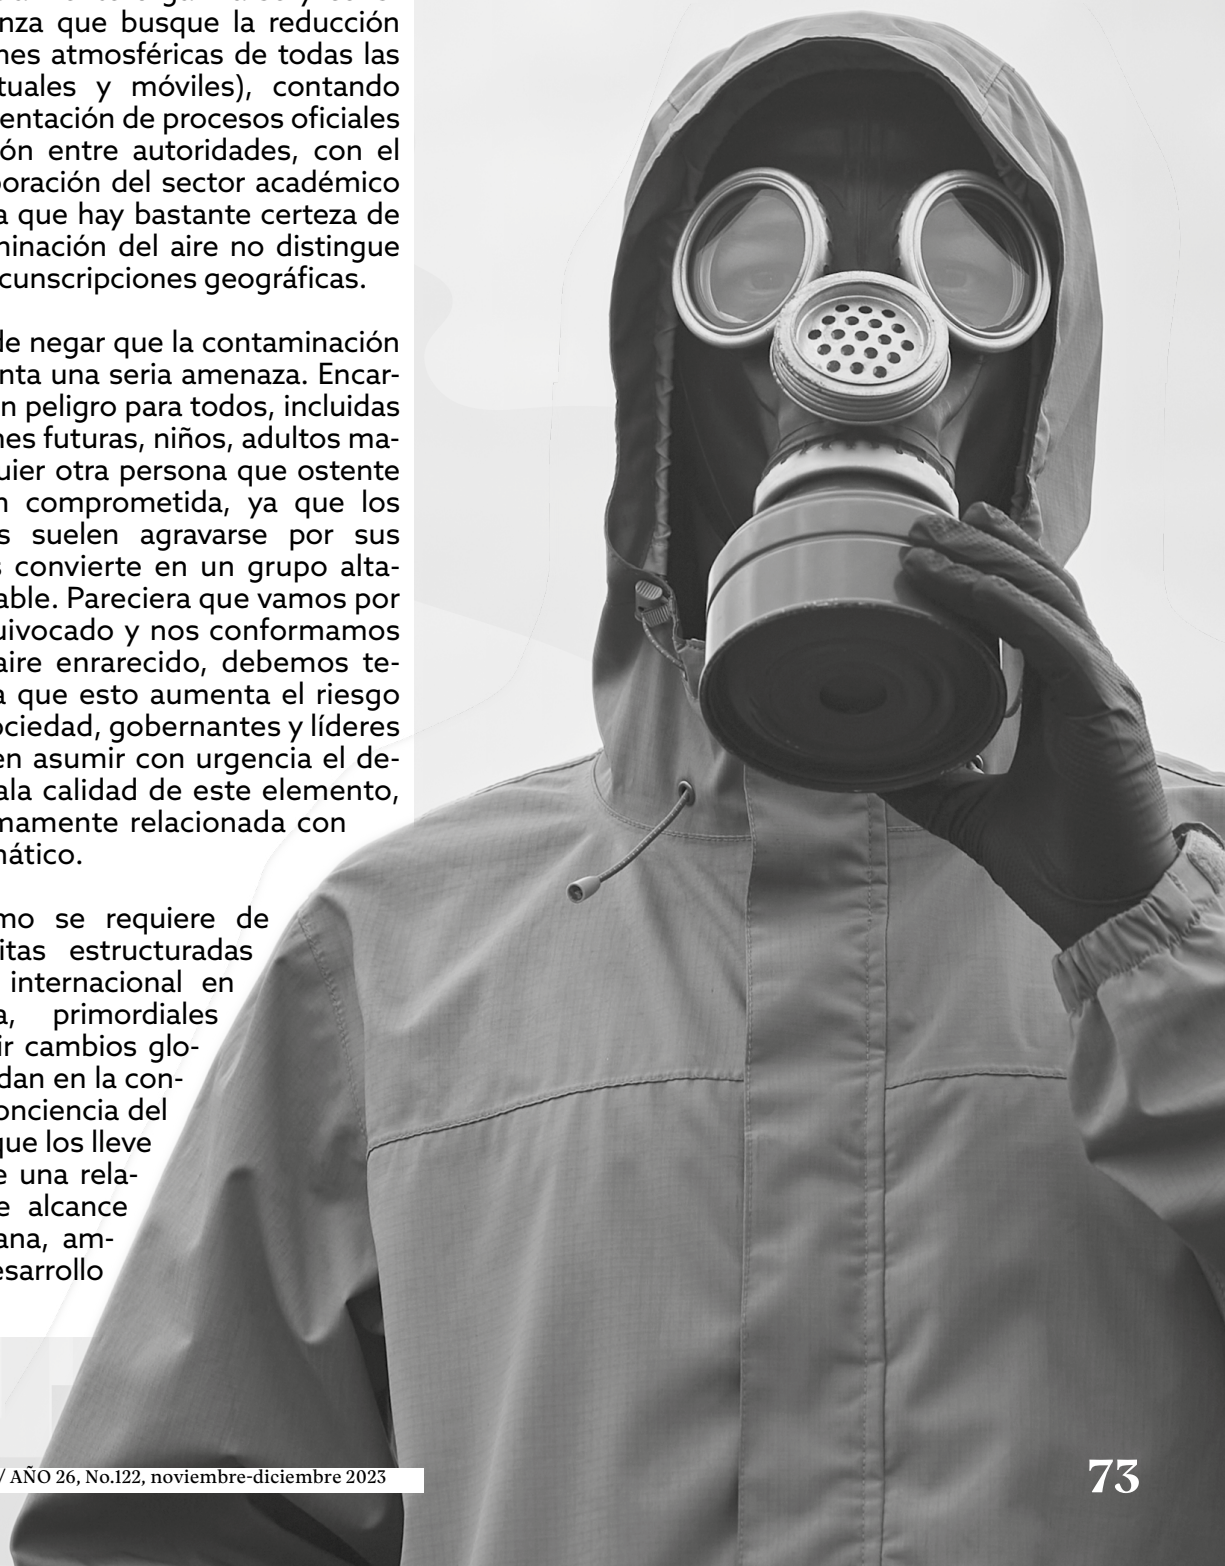 nza que busque la reducción
nes atmosféricas de todas las
tuales y móviles), contando
entación de procesos oficiales
ón entre autoridades, con el
oración del sector académico
a que hay bastante certeza de
minación del aire no distingue
cunscripciones geográficas.
de negar que la contaminación
nta una seria amenaza. Encar-
n peligro para todos, incluidas
nes futuras, niños, adultos ma-
uier otra persona que ostente
n comprometida, ya que los
s suelen agravarse por sus
s convierte en un grupo alta-
able. Pareciera que vamos por
uivocado y nos conformamos
aire enrarecido, debemos te-
a que esto aumenta el riesgo
ociedad, gobernantes y líderes
en asumir con urgencia el de-
ala calidad de este elemento,
mamente relacionada con
nático.
mo se requiere de
itas estructuradas
internacional en
a, primordiales
ir cambios glo-
dan en la con-
onciencia del
que los lleve
e una rela-
e alcance
ana, am-
esarrollo
/ AÑO 26, No.122, noviembre-diciembre 2023
73